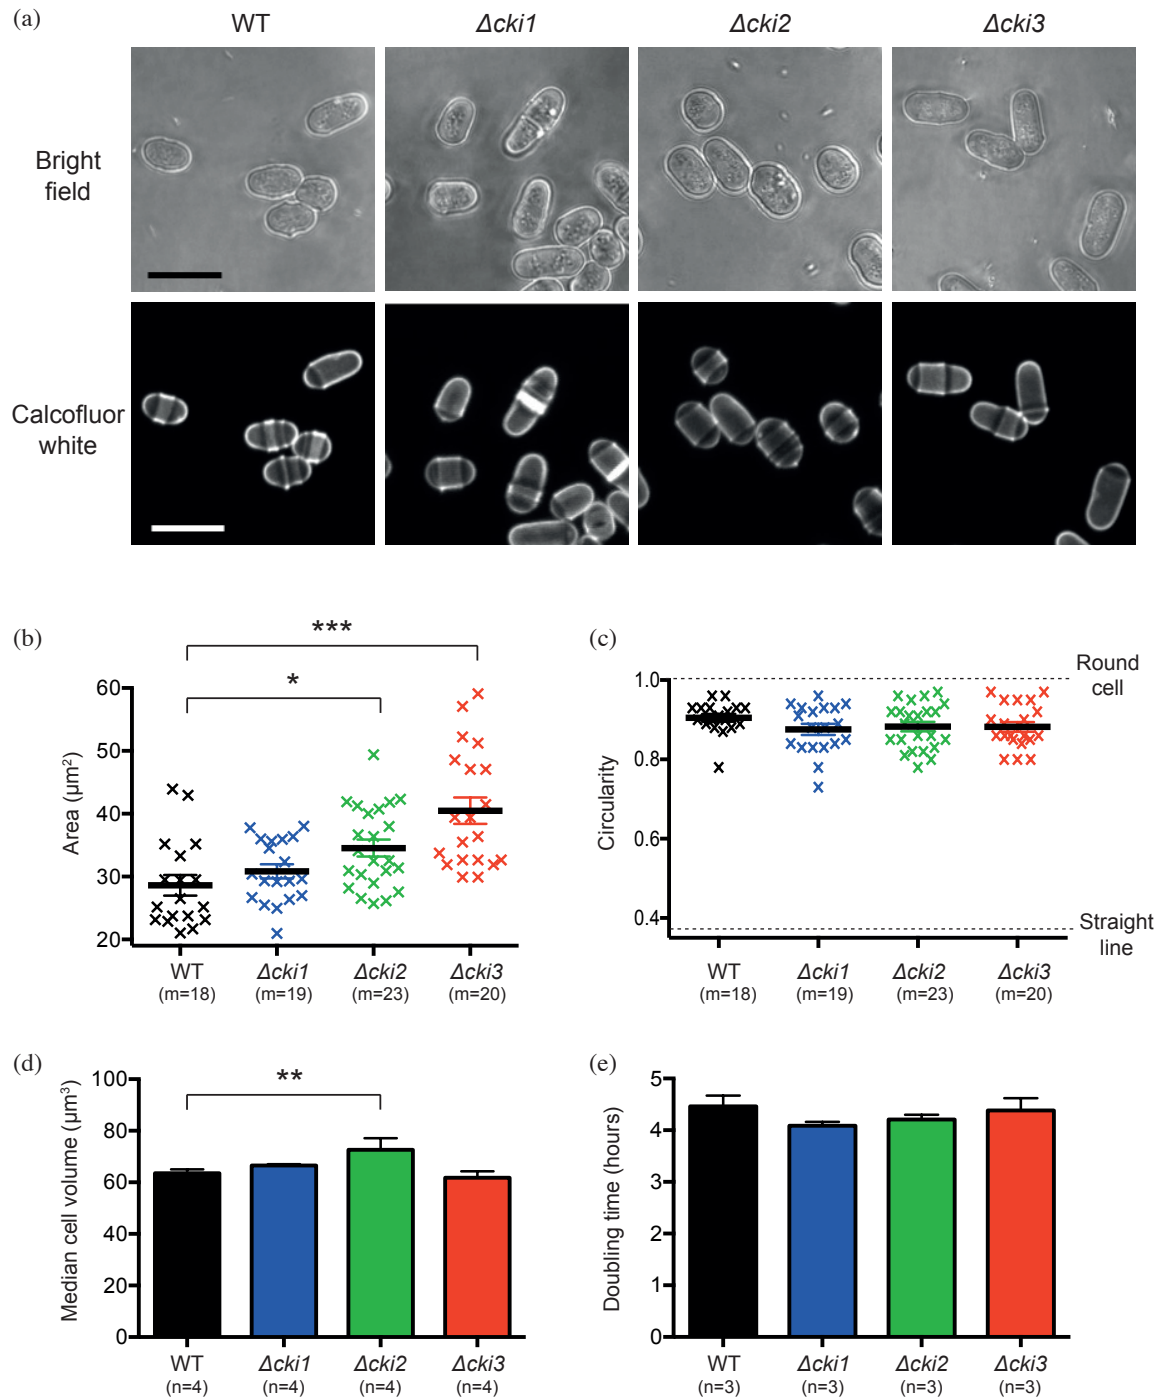 (a)
WT Δcki1 Δcki2 Δcki3
Bright
field
Calcofluor
white
(b)
***
*
Area (µm²)
60
50
40
30
20
WT Δcki1 Δcki2 Δcki3
(m=18) (m=19) (m=23) (m=20)
(c)
Round
cell
Circularity
1.0
0.8
0.6
0.4
Straight
line
WT Δcki1 Δcki2 Δcki3
(m=18) (m=19) (m=23) (m=20)
(d)
**
Median cell volume (µm³)
100
80
60
40
20
0
WT Δcki1 Δcki2 Δcki3
(n=4) (n=4) (n=4) (n=4)
(e)
Doubling time (hours)
5
4
3
2
1
0
WT Δcki1 Δcki2 Δcki3
(n=3) (n=3) (n=3) (n=3)